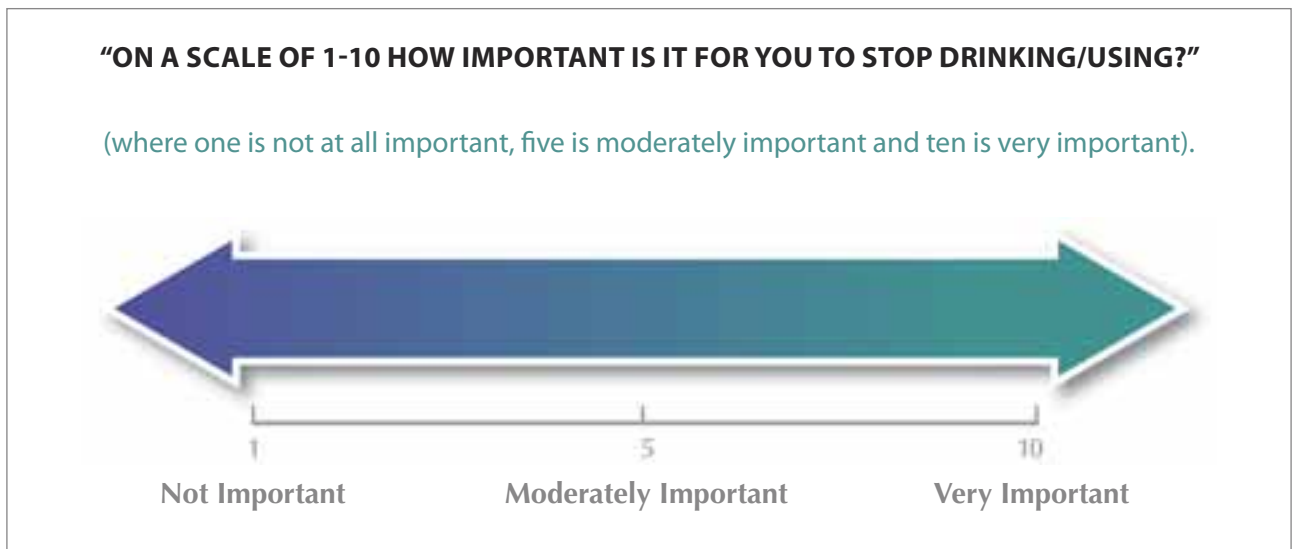 “ON A SCALE OF 1-10 HOW IMPORTANT IS IT FOR YOU TO STOP DRINKING/USING?”
(where one is not at all important, five is moderately important and ten is very important).
1 5 10
Not Important Moderately Important Very Important